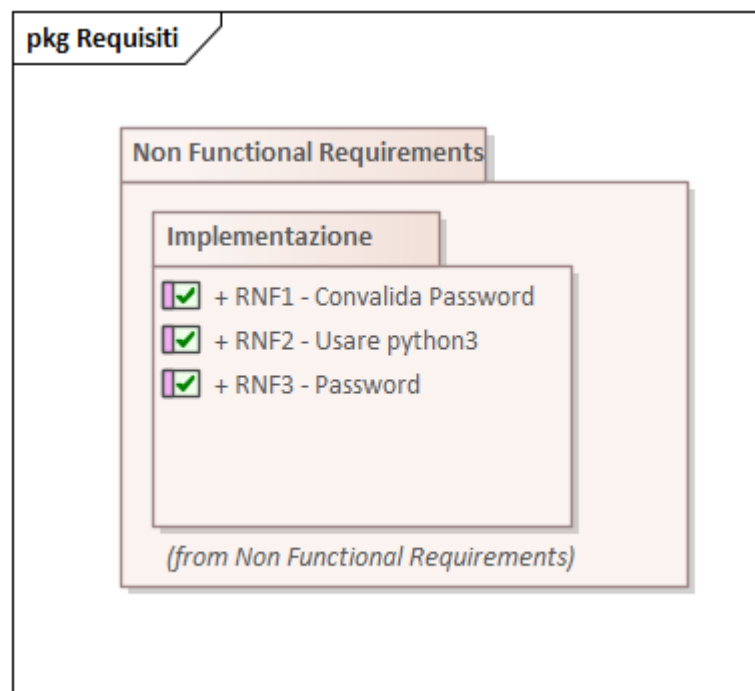 pkg Requisiti
Non Functional Requirements
Implementazione
+ RNF1 - Convalida Password
+ RNF2 - Usare python3
+ RNF3 - Password
(from Non Functional Requirements)